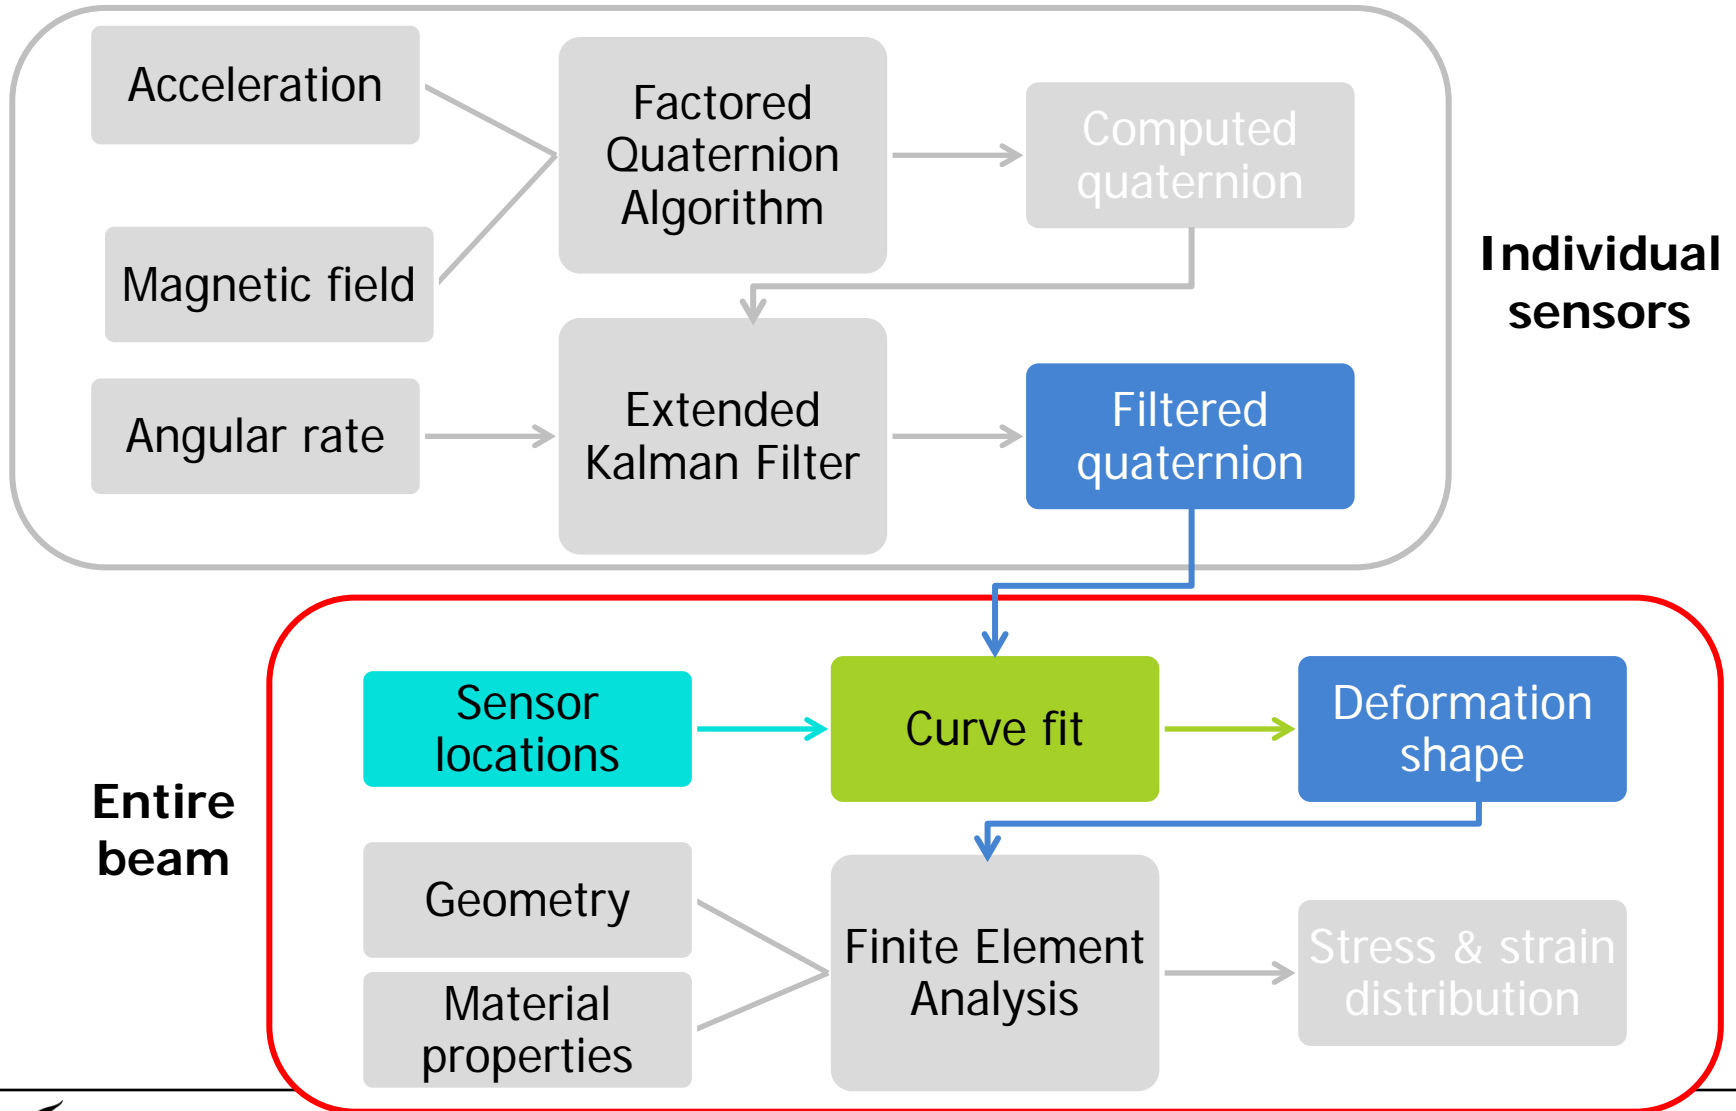 Acceleration
Factored
Quaternion
Algorithm
Computed
quaternion
Magnetic field
Individual
sensors
Angular rate
Extended
Kalman Filter
Filtered
quaternion
Sensor
locations
Curve fit
Deformation
shape
Entire
beam
Geometry
Finite Element
Analysis
Stress & strain
distribution
Material
properties